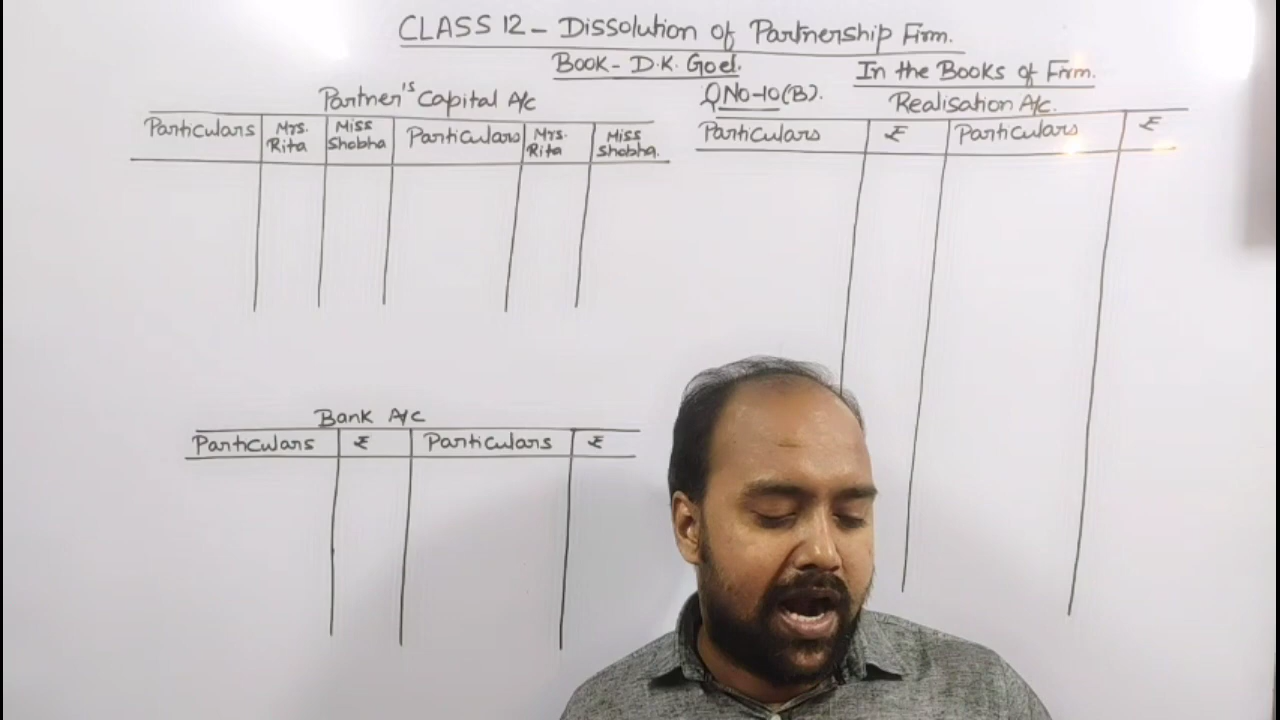 CLASS 12 - Dissolution of Partnership Firm.
Book - D.K. Goel.
In the Books of Firm.
Partner's Capital A/c
QNo-10(B).
Realisation A/c.
Particulars Mrs. Rita Miss Shobha Particulars Mrs. Rita Miss Shobha.
Particulars ₹ Particulars ₹
Bank A/c
Particulars ₹ Particulars ₹